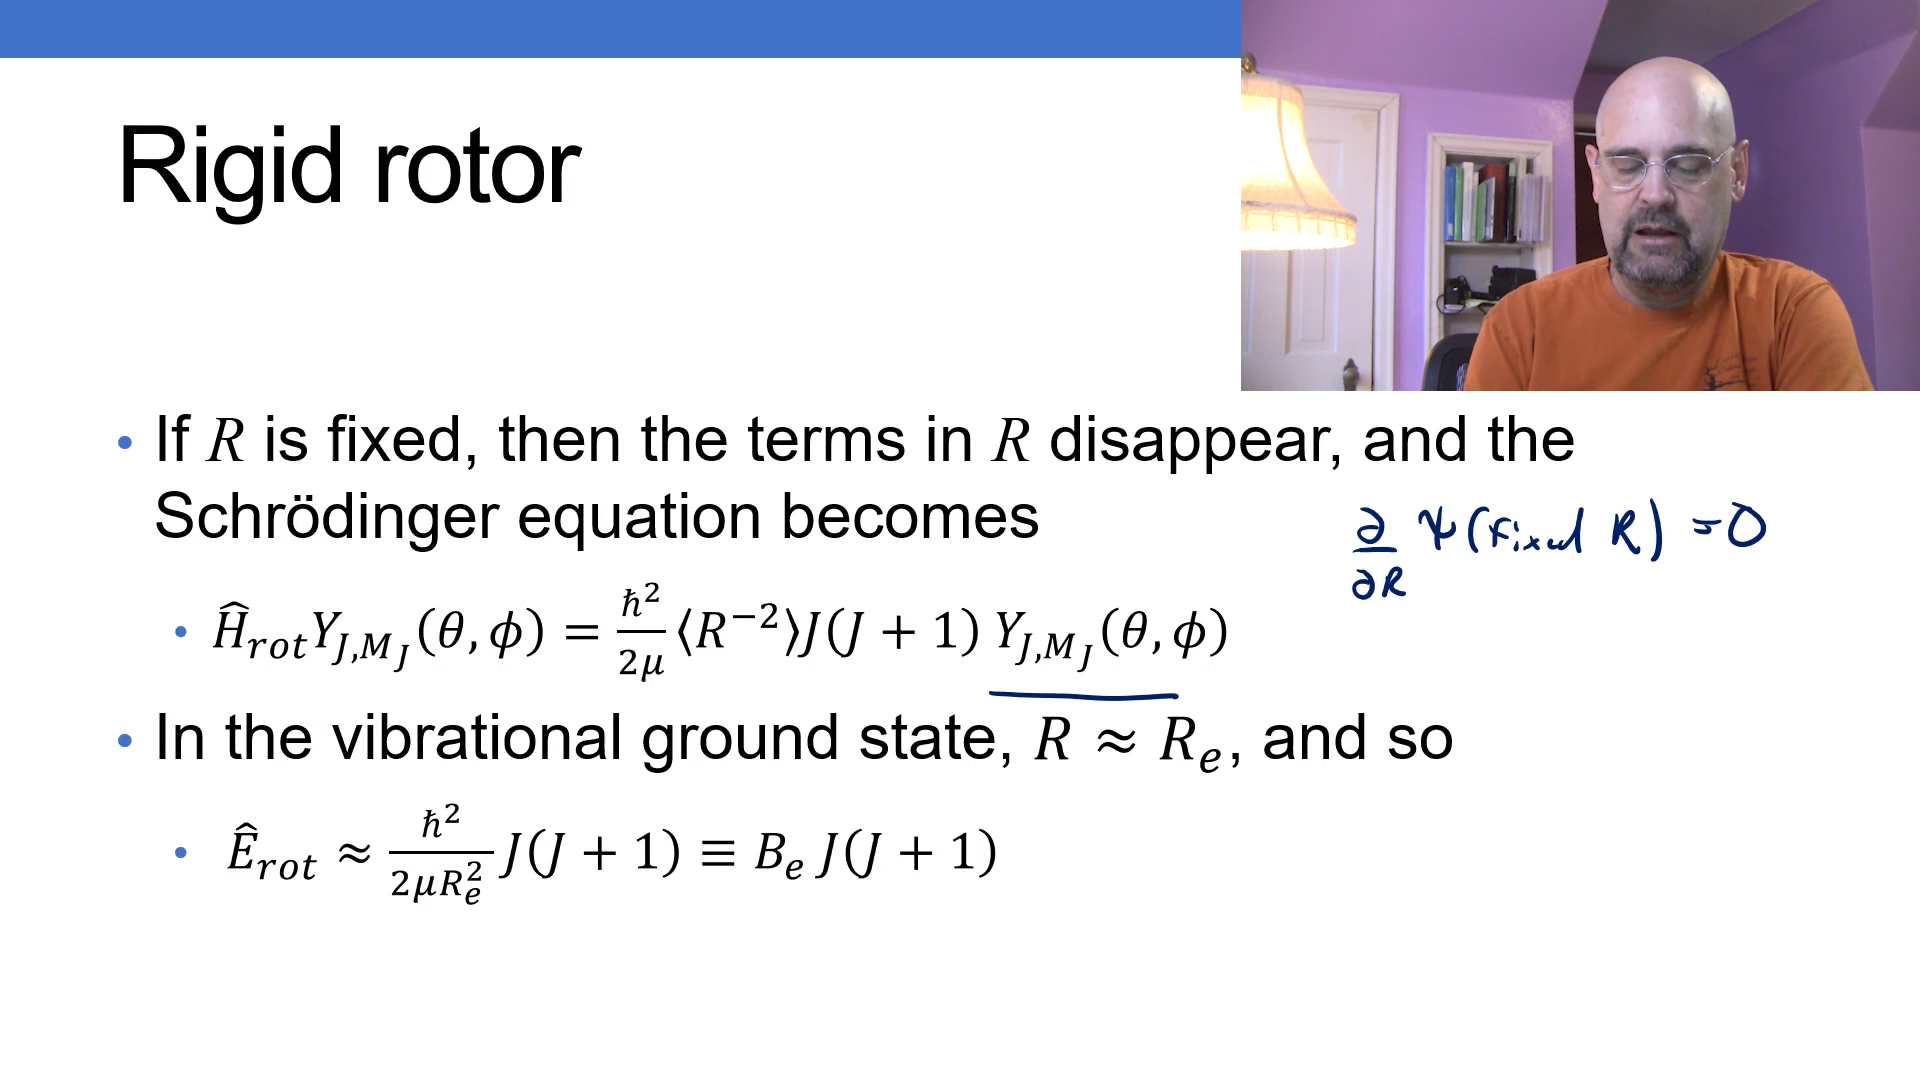 Rigid rotor
• If R is fixed, then the terms in R disappear, and the
Schrödinger equation becomes
∂/∂R ψ(fixed R) = 0
• Ĥ_rot Y_{J,M_J}(θ, ϕ) = ℏ²/2μ ⟨R⁻²⟩J(J + 1) Y_{J,M_J}(θ, ϕ)
• In the vibrational ground state, R ≈ R_e, and so
• Ê_rot ≈ ℏ²/2μR_e² J(J + 1) ≡ B_e J(J + 1)